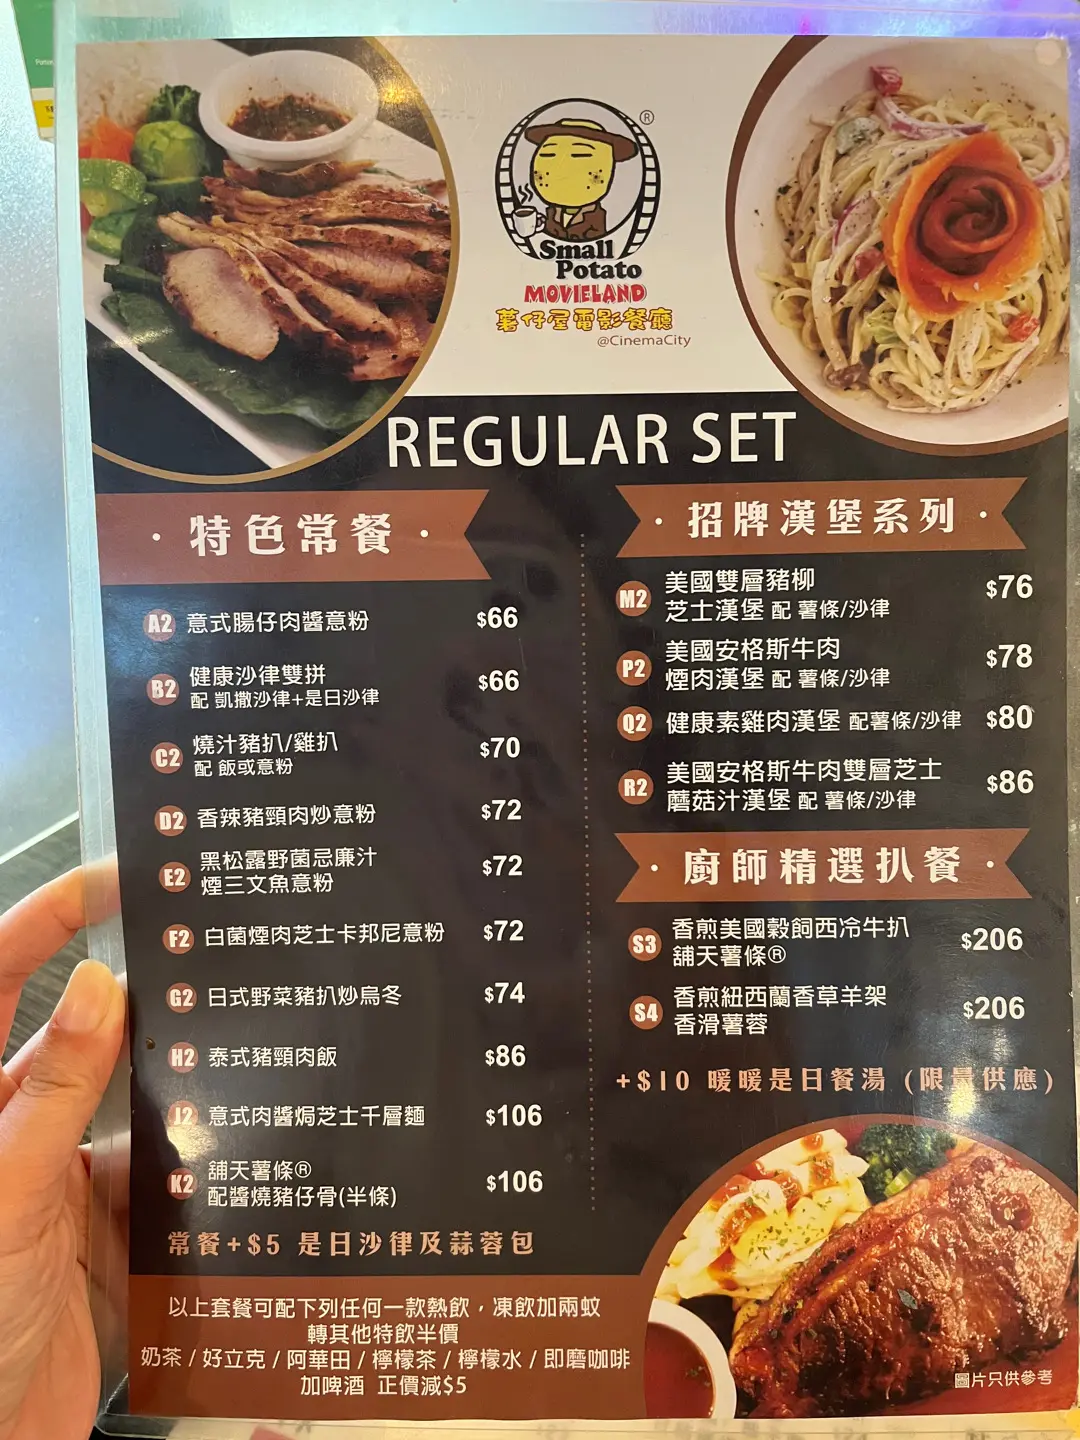 ®
Small
Potato
MOVIELAND
薯仔屋電影餐廳
@CinemaCity
REGULAR SET
·特色常餐·
A2 意式腸仔肉醬意粉 $66
B2 健康沙律雙拼 $66
配 凱撒沙律+是日沙律
C2 燒汁豬扒/雞扒 $70
配 飯或意粉
D2 香辣豬頸肉炒意粉 $72
E2 黑松露野菌忌廉汁 $72
煙三文魚意粉
F2 白菌煙肉芝士卡邦尼意粉 $72
G2 日式野菜豬扒炒烏冬 $74
H2 泰式豬頸肉飯 $86
J2 意式肉醬焗芝士千層麵 $106
K2 舖天薯條® $106
配醬燒豬仔骨(半條)
常餐+$5 是日沙律及蒜蓉包
以上套餐可配下列任何一款熱飲，凍飲加兩蚊
轉其他特飲半價
奶茶 / 好立克 / 阿華田 / 檸檬茶 / 檸檬水 / 即磨咖啡
加啤酒 正價減$5
·招牌漢堡系列·
M2 美國雙層豬柳 $76
芝士漢堡 配 薯條/沙律
P2 美國安格斯牛肉 $78
煙肉漢堡 配 薯條/沙律
Q2 健康素雞肉漢堡 配薯條/沙律 $80
R2 美國安格斯牛肉雙層芝士 $86
蘑菇汁漢堡 配 薯條/沙律
·廚師精選扒餐·
S3 香煎美國穀飼西冷牛扒 $206
舖天薯條®
S4 香煎紐西蘭香草羊架 $206
香滑薯蓉
+$10 暖暖是日餐湯 (限量供應)
圖片只供參考